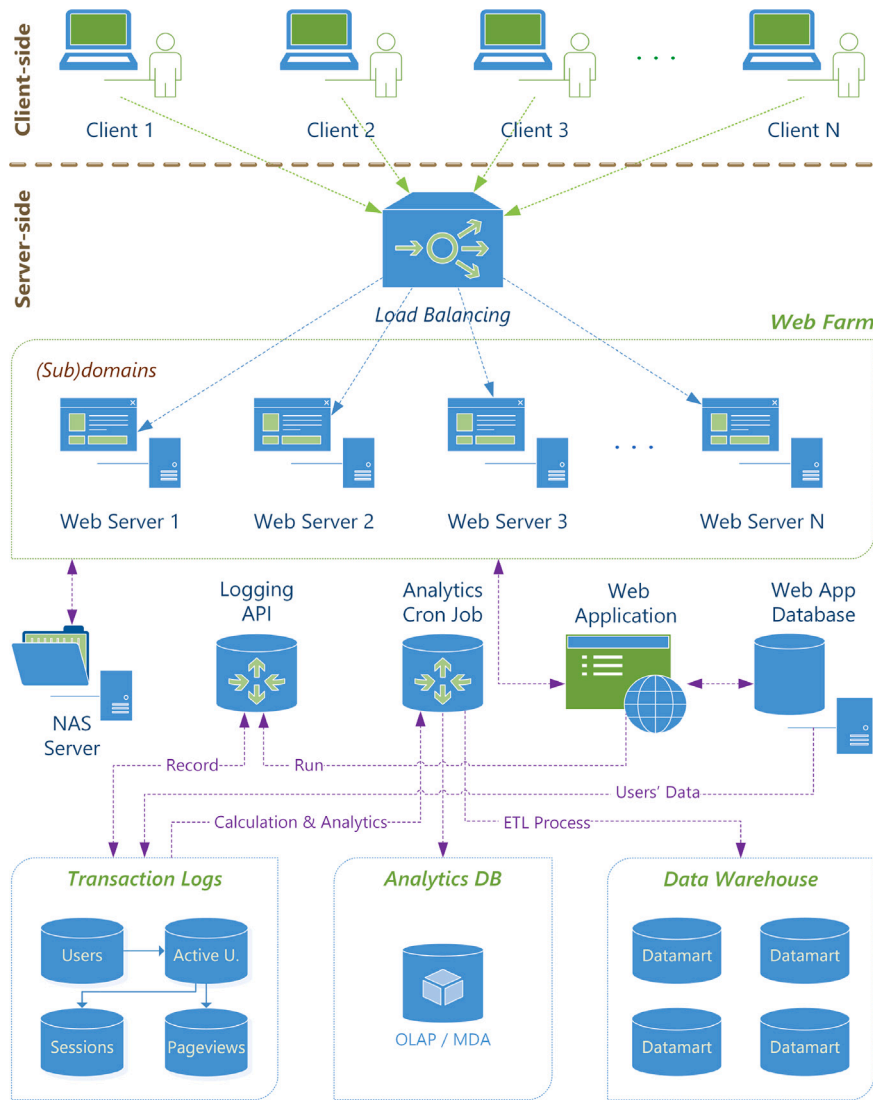 Client-side
Client 1
Client 2
Client 3
. . .
Client N
Server-side
Load Balancing
Web Farm
(Sub)domains
Web Server 1
Web Server 2
Web Server 3
. . .
Web Server N
Logging
API
Analytics
Cron Job
Web
Application
Web App
Database
NAS
Server
Record
Run
Users' Data
Calculation & Analytics
ETL Process
Transaction Logs
Users
Active U.
Sessions
Pageviews
Analytics DB
OLAP / MDA
Data Warehouse
Datamart
Datamart
Datamart
Datamart